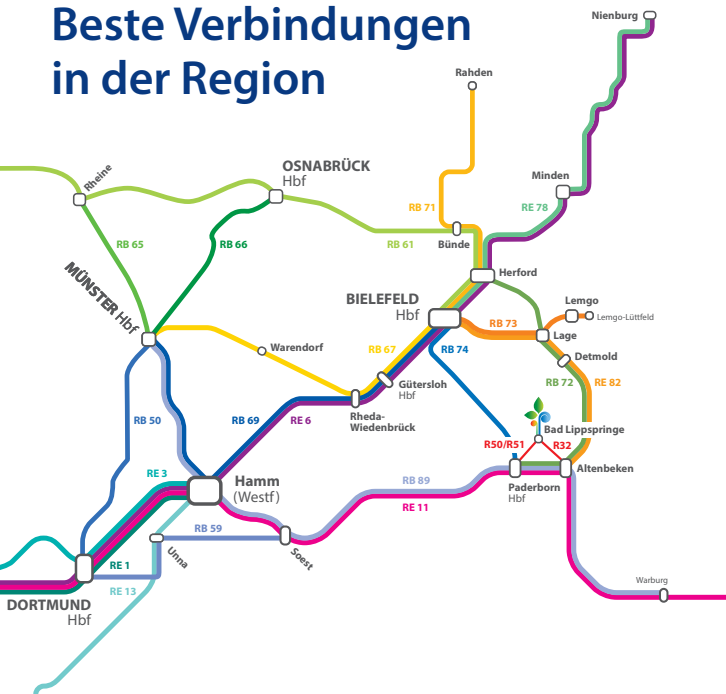 Beste Verbindungen
in der Region
Nienburg
Rahden
Rheine
OSNABRÜCK
Hbf
Minden
RB 71
RE 78
RB 65
RB 66
RB 61
Bünde
MÜNSTER Hbf
Herford
BIELEFELD
Hbf
Lemgo
Lemgo-Lüttfeld
RB 73
Lage
Warendorf
RB 67
RB 74
Detmold
Gütersloh
Hbf
RB 72
RE 82
RB 50
RB 69
RE 6
Rheda-
Wiedenbrück
Bad Lippspringe
R50/R51
R32
RE 3
Hamm
(Westf)
RB 89
RE 11
Paderborn
Hbf
Altenbeken
RB 59
Unna
Soest
RE 1
RE 13
Warburg
DORTMUND
Hbf